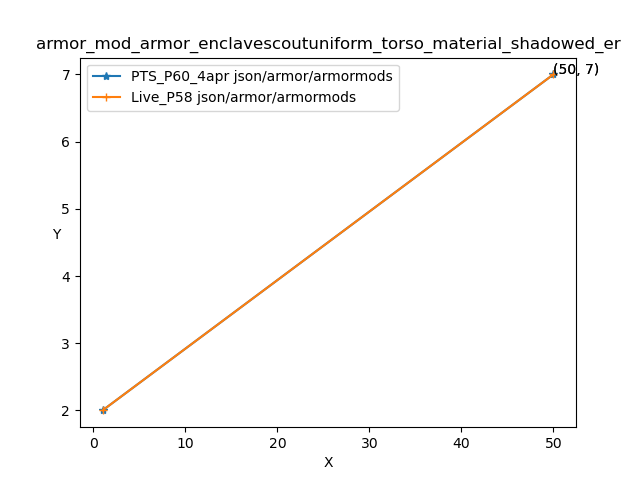 armor_mod_armor_enclavescoutuniform_torso_material_shadowed_er
PTS_P60_4apr json/armor/armormods
Live_P58 json/armor/armormods
(50, 7)
7
6
5
Y
4
3
2
0 10 20 30 40 50
X